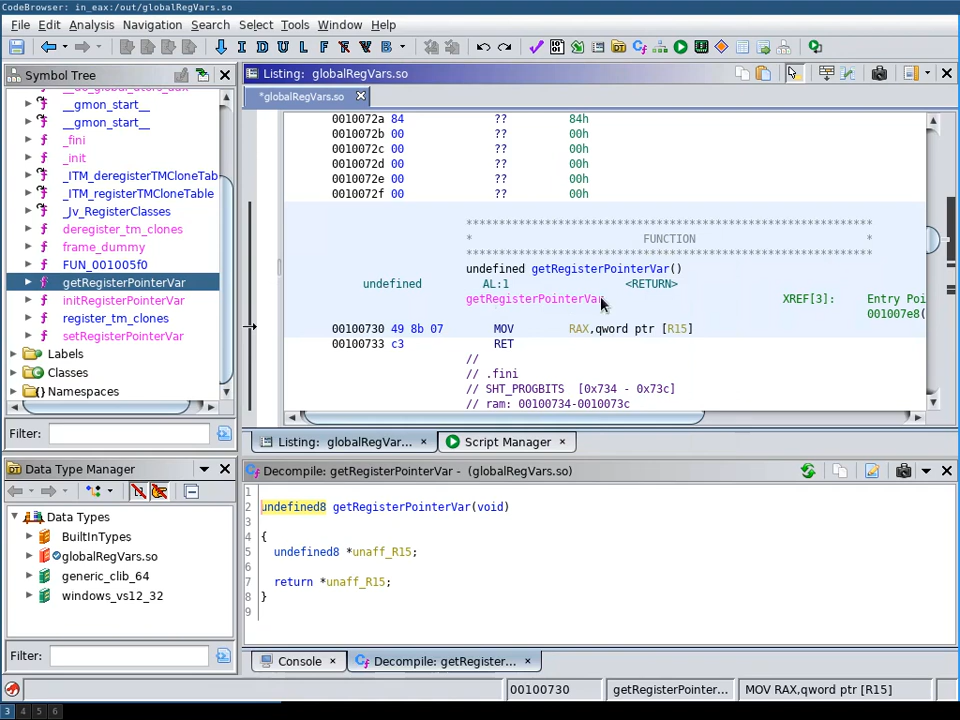 CodeBrowser: in_eax:/out/globalRegVars.so
File Edit Analysis Navigation Search Select Tools Window Help
I D U L F V B
Symbol Tree
__gmon_start__
__gmon_start__
_fini
_init
_ITM_deregisterTMCloneTab
_ITM_registerTMCloneTable
_Jv_RegisterClasses
deregister_tm_clones
frame_dummy
FUN_001005f0
getRegisterPointerVar
initRegisterPointerVar
register_tm_clones
setRegisterPointerVar
Labels
Classes
Namespaces
Filter:
Data Type Manager
Data Types
BuiltInTypes
globalRegVars.so
generic_clib_64
windows_vs12_32
Filter:
Listing: globalRegVars.so
*globalRegVars.so
0010072a 84 ?? 84h
0010072b 00 ?? 00h
0010072c 00 ?? 00h
0010072d 00 ?? 00h
0010072e 00 ?? 00h
0010072f 00 ?? 00h
**************************************************************
* FUNCTION *
**************************************************************
undefined getRegisterPointerVar()
undefined AL:1 <RETURN>
getRegisterPointerVar XREF[3]: Entry Poi
001007e8(
00100730 49 8b 07 MOV RAX,qword ptr [R15]
00100733 c3 RET
//
// .fini
// SHT_PROGBITS [0x734 - 0x73c]
// ram: 00100734-0010073c
Listing: globalRegVar... × Script Manager ×
Decompile: getRegisterPointerVar - (globalRegVars.so)
1
2 undefined8 getRegisterPointerVar(void)
3
4 {
5 undefined8 *unaff_R15;
6
7 return *unaff_R15;
8 }
9
Console × Decompile: getRegister... ×
00100730 getRegisterPointer... MOV RAX,qword ptr [R15]
3 4 5 6